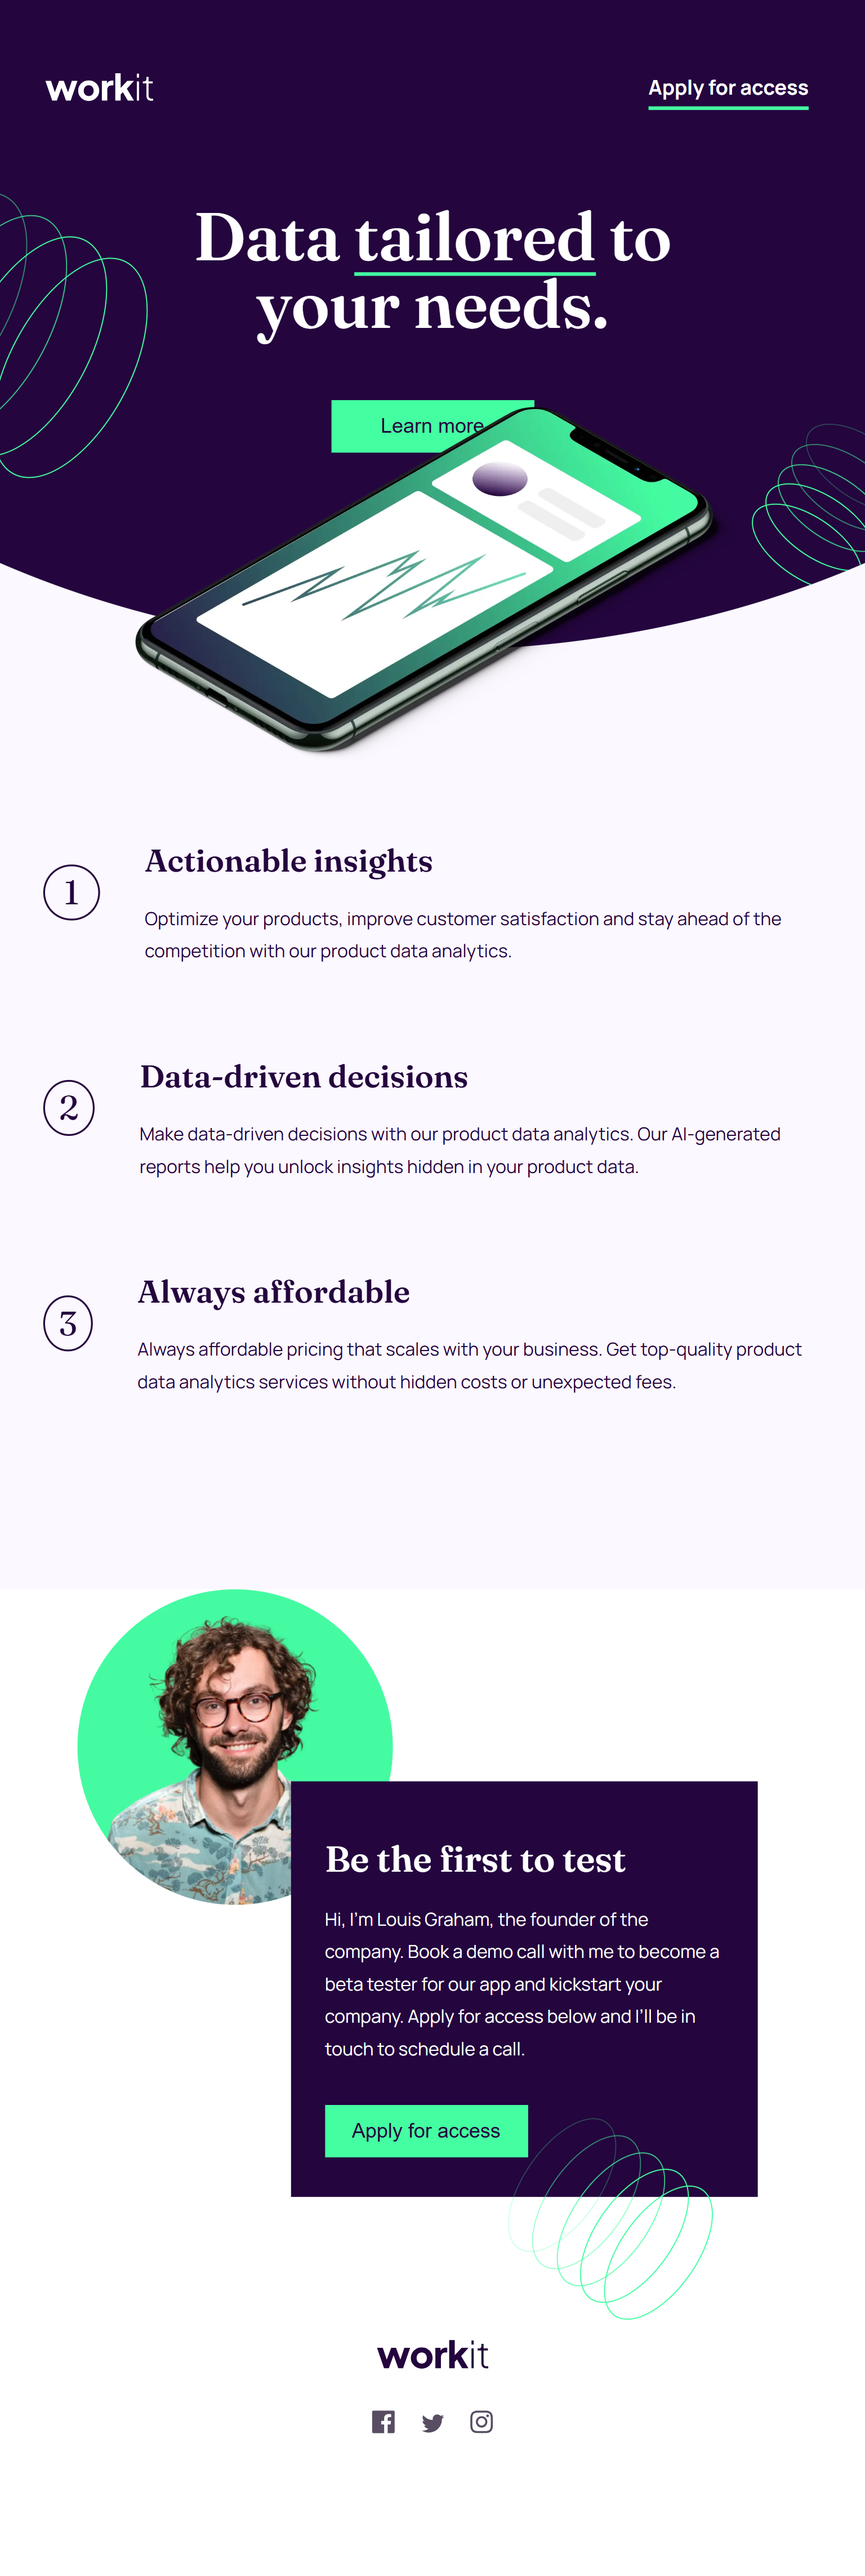 workit
Apply for access
Data tailored to
your needs.
Learn more
1
Actionable insights
Optimize your products, improve customer satisfaction and stay ahead of the
competition with our product data analytics.
2
Data-driven decisions
Make data-driven decisions with our product data analytics. Our AI-generated
reports help you unlock insights hidden in your product data.
3
Always affordable
Always affordable pricing that scales with your business. Get top-quality product
data analytics services without hidden costs or unexpected fees.
Be the first to test
Hi, I'm Louis Graham, the founder of the
company. Book a demo call with me to become a
beta tester for our app and kickstart your
company. Apply for access below and I'll be in
touch to schedule a call.
Apply for access
workit